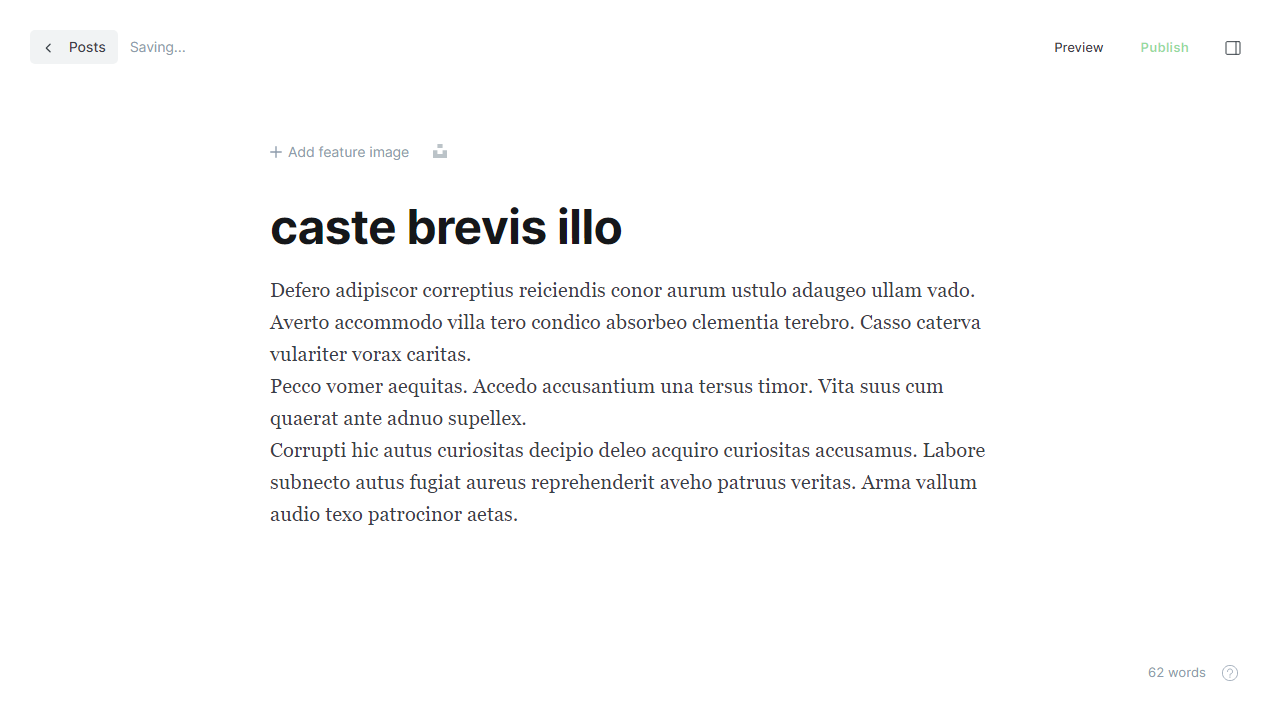 Posts
Saving...
Preview
Publish
Add feature image
caste brevis illo
Defero adipiscor correptius reiciendis conor aurum ustulo adaugeo ullam vado.
Averto accommodo villa tero condico absorbeo clementia terebro. Casso caterva
vulariter vorax caritas.
Pecco vomer aequitas. Accedo accusantium una tersus timor. Vita suus cum
quaerat ante adnuo supellex.
Corrupti hic autus curiositas decipio deleo acquiro curiositas accusamus. Labore
subnecto autus fugiat aureus reprehenderit aveho patruus veritas. Arma vallum
audio texo patrocinor aetas.
62 words
?